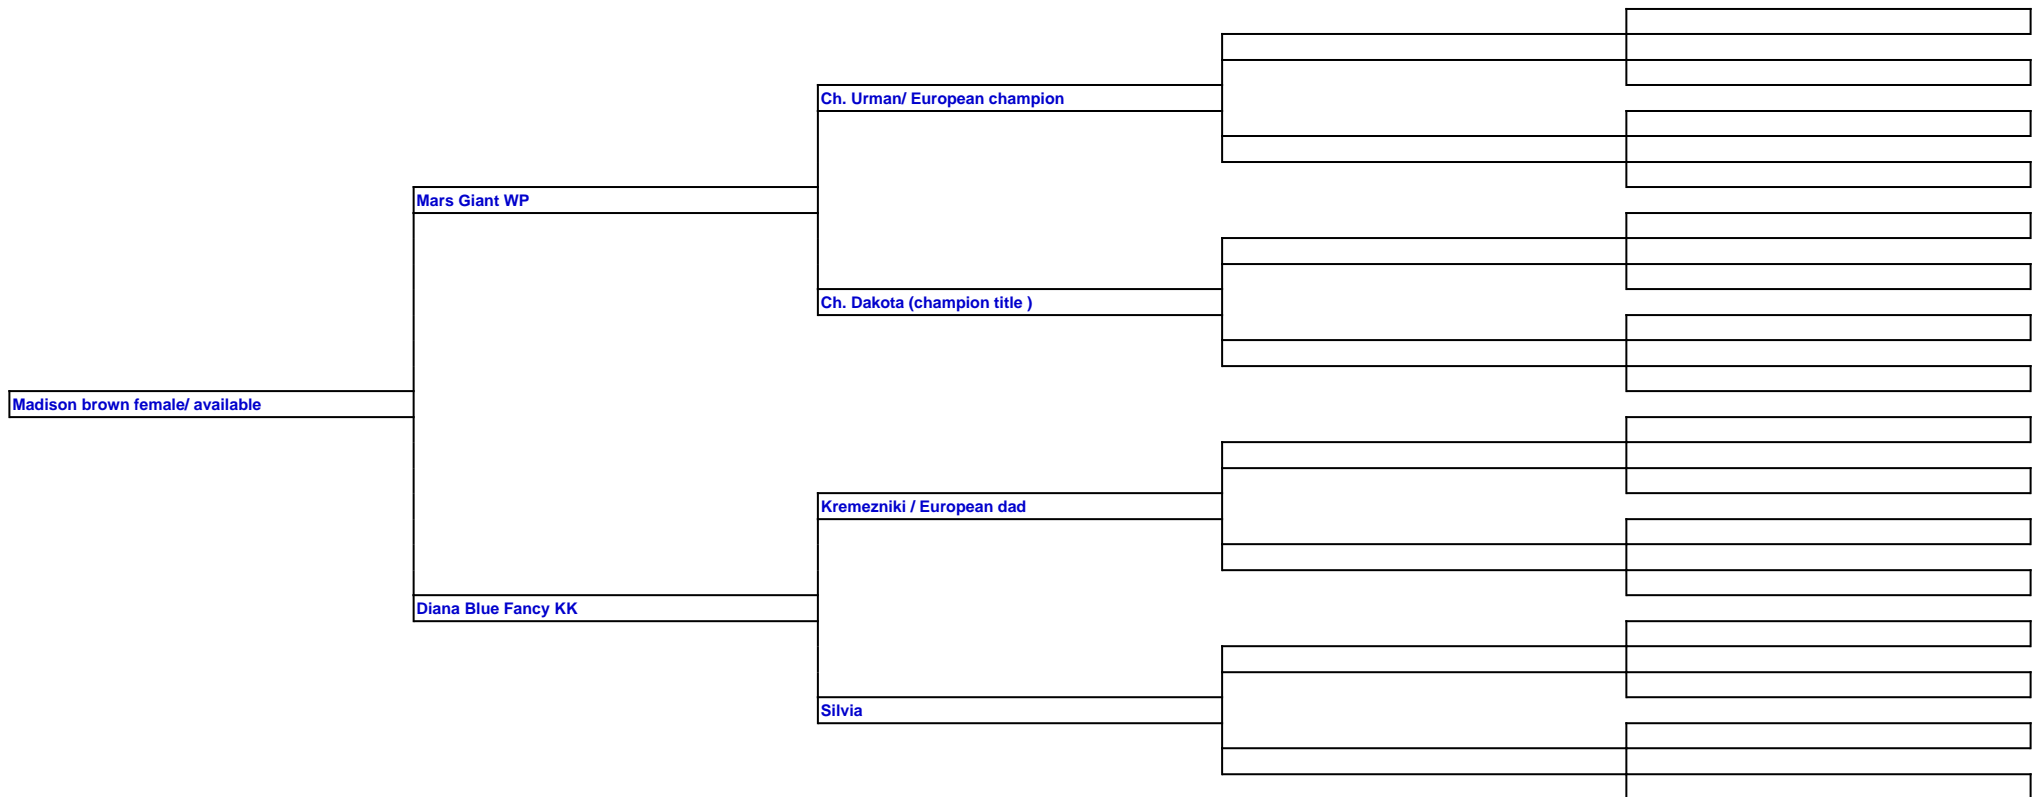 Ch. Urman/ European champion
Mars Giant WP
Ch. Dakota (champion title )
Madison brown female/ available
Kremezniki / European dad
Diana Blue Fancy KK
Silvia